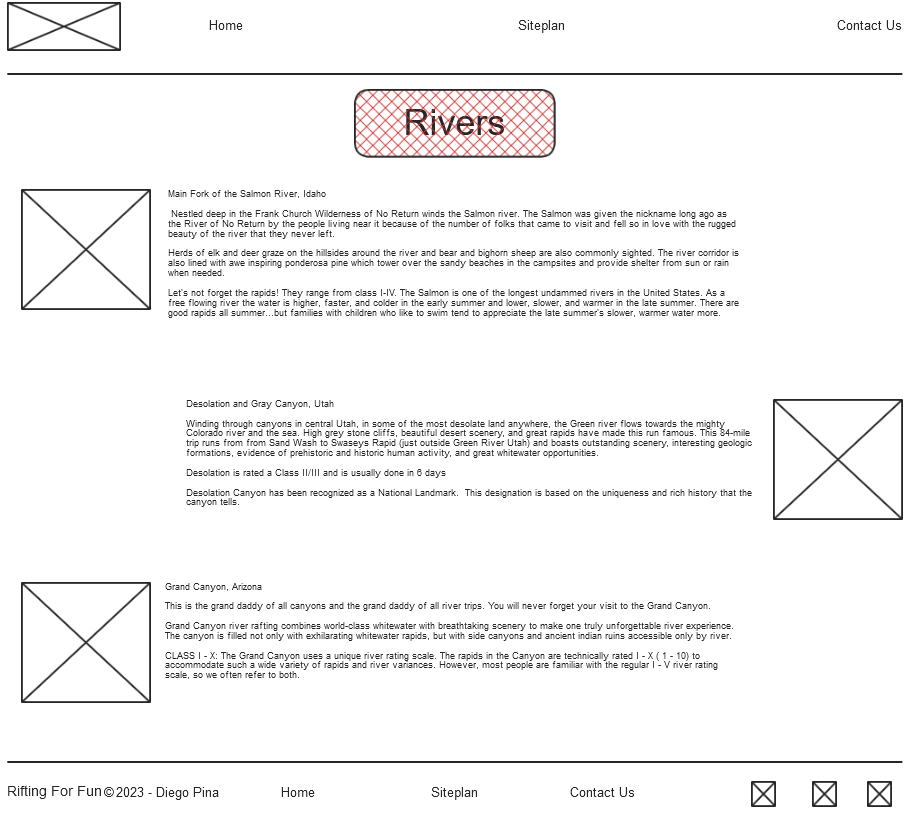 Home Siteplan Contact Us
Rivers
Main Fork of the Salmon River, Idaho
Nestled deep in the Frank Church Wilderness of No Return winds the Salmon river. The Salmon was given the nickname long ago as
the River of No Return by the people living near it because of the number of folks that came to visit and fell so in love with the rugged
beauty of the river that they never left.
Herds of elk and deer graze on the hillsides around the river and bear and bighorn sheep are also commonly sighted. The river corridor is
also lined with awe inspiring ponderosa pine which tower over the sandy beaches in the campsites and provide shelter from sun or rain
when needed.
Let's not forget the rapids! They range from class I-IV. The Salmon is one of the longest undammed rivers in the United States. As a
free flowing river the water is higher, faster, and colder in the early summer and lower, slower, and warmer in the late summer. There are
good rapids all summer...but families with children who like to swim tend to appreciate the late summer's slower, warmer water more.
Desolation and Gray Canyon, Utah
Winding through canyons in central Utah, in some of the most desolate land anywhere, the Green river flows towards the mighty
Colorado river and the sea. High grey stone cliffs, beautiful desert scenery, and great rapids have made this run famous. This 84-mile
trip runs from from Sand Wash to Swaseys Rapid (just outside Green River Utah) and boasts outstanding scenery, interesting geologic
formations, evidence of prehistoric and historic human activity, and great whitewater opportunities.
Desolation is rated a Class II/III and is usually done in 6 days
Desolation Canyon has been recognized as a National Landmark. This designation is based on the uniqueness and rich history that the
canyon tells.
Grand Canyon, Arizona
This is the grand daddy of all canyons and the grand daddy of all river trips. You will never forget your visit to the Grand Canyon.
Grand Canyon river rafting combines world-class whitewater with breathtaking scenery to make one truly unforgettable river experience.
The canyon is filled not only with exhilarating whitewater rapids, but with side canyons and ancient indian ruins accessible only by river.
CLASS I - X: The Grand Canyon uses a unique river rating scale. The rapids in the Canyon are technically rated I - X ( 1 - 10) to
accommodate such a wide variety of rapids and river variances. However, most people are familiar with the regular I - V river rating
scale, so we often refer to both.
Rifting For Fun©2023 - Diego Pina Home Siteplan Contact Us